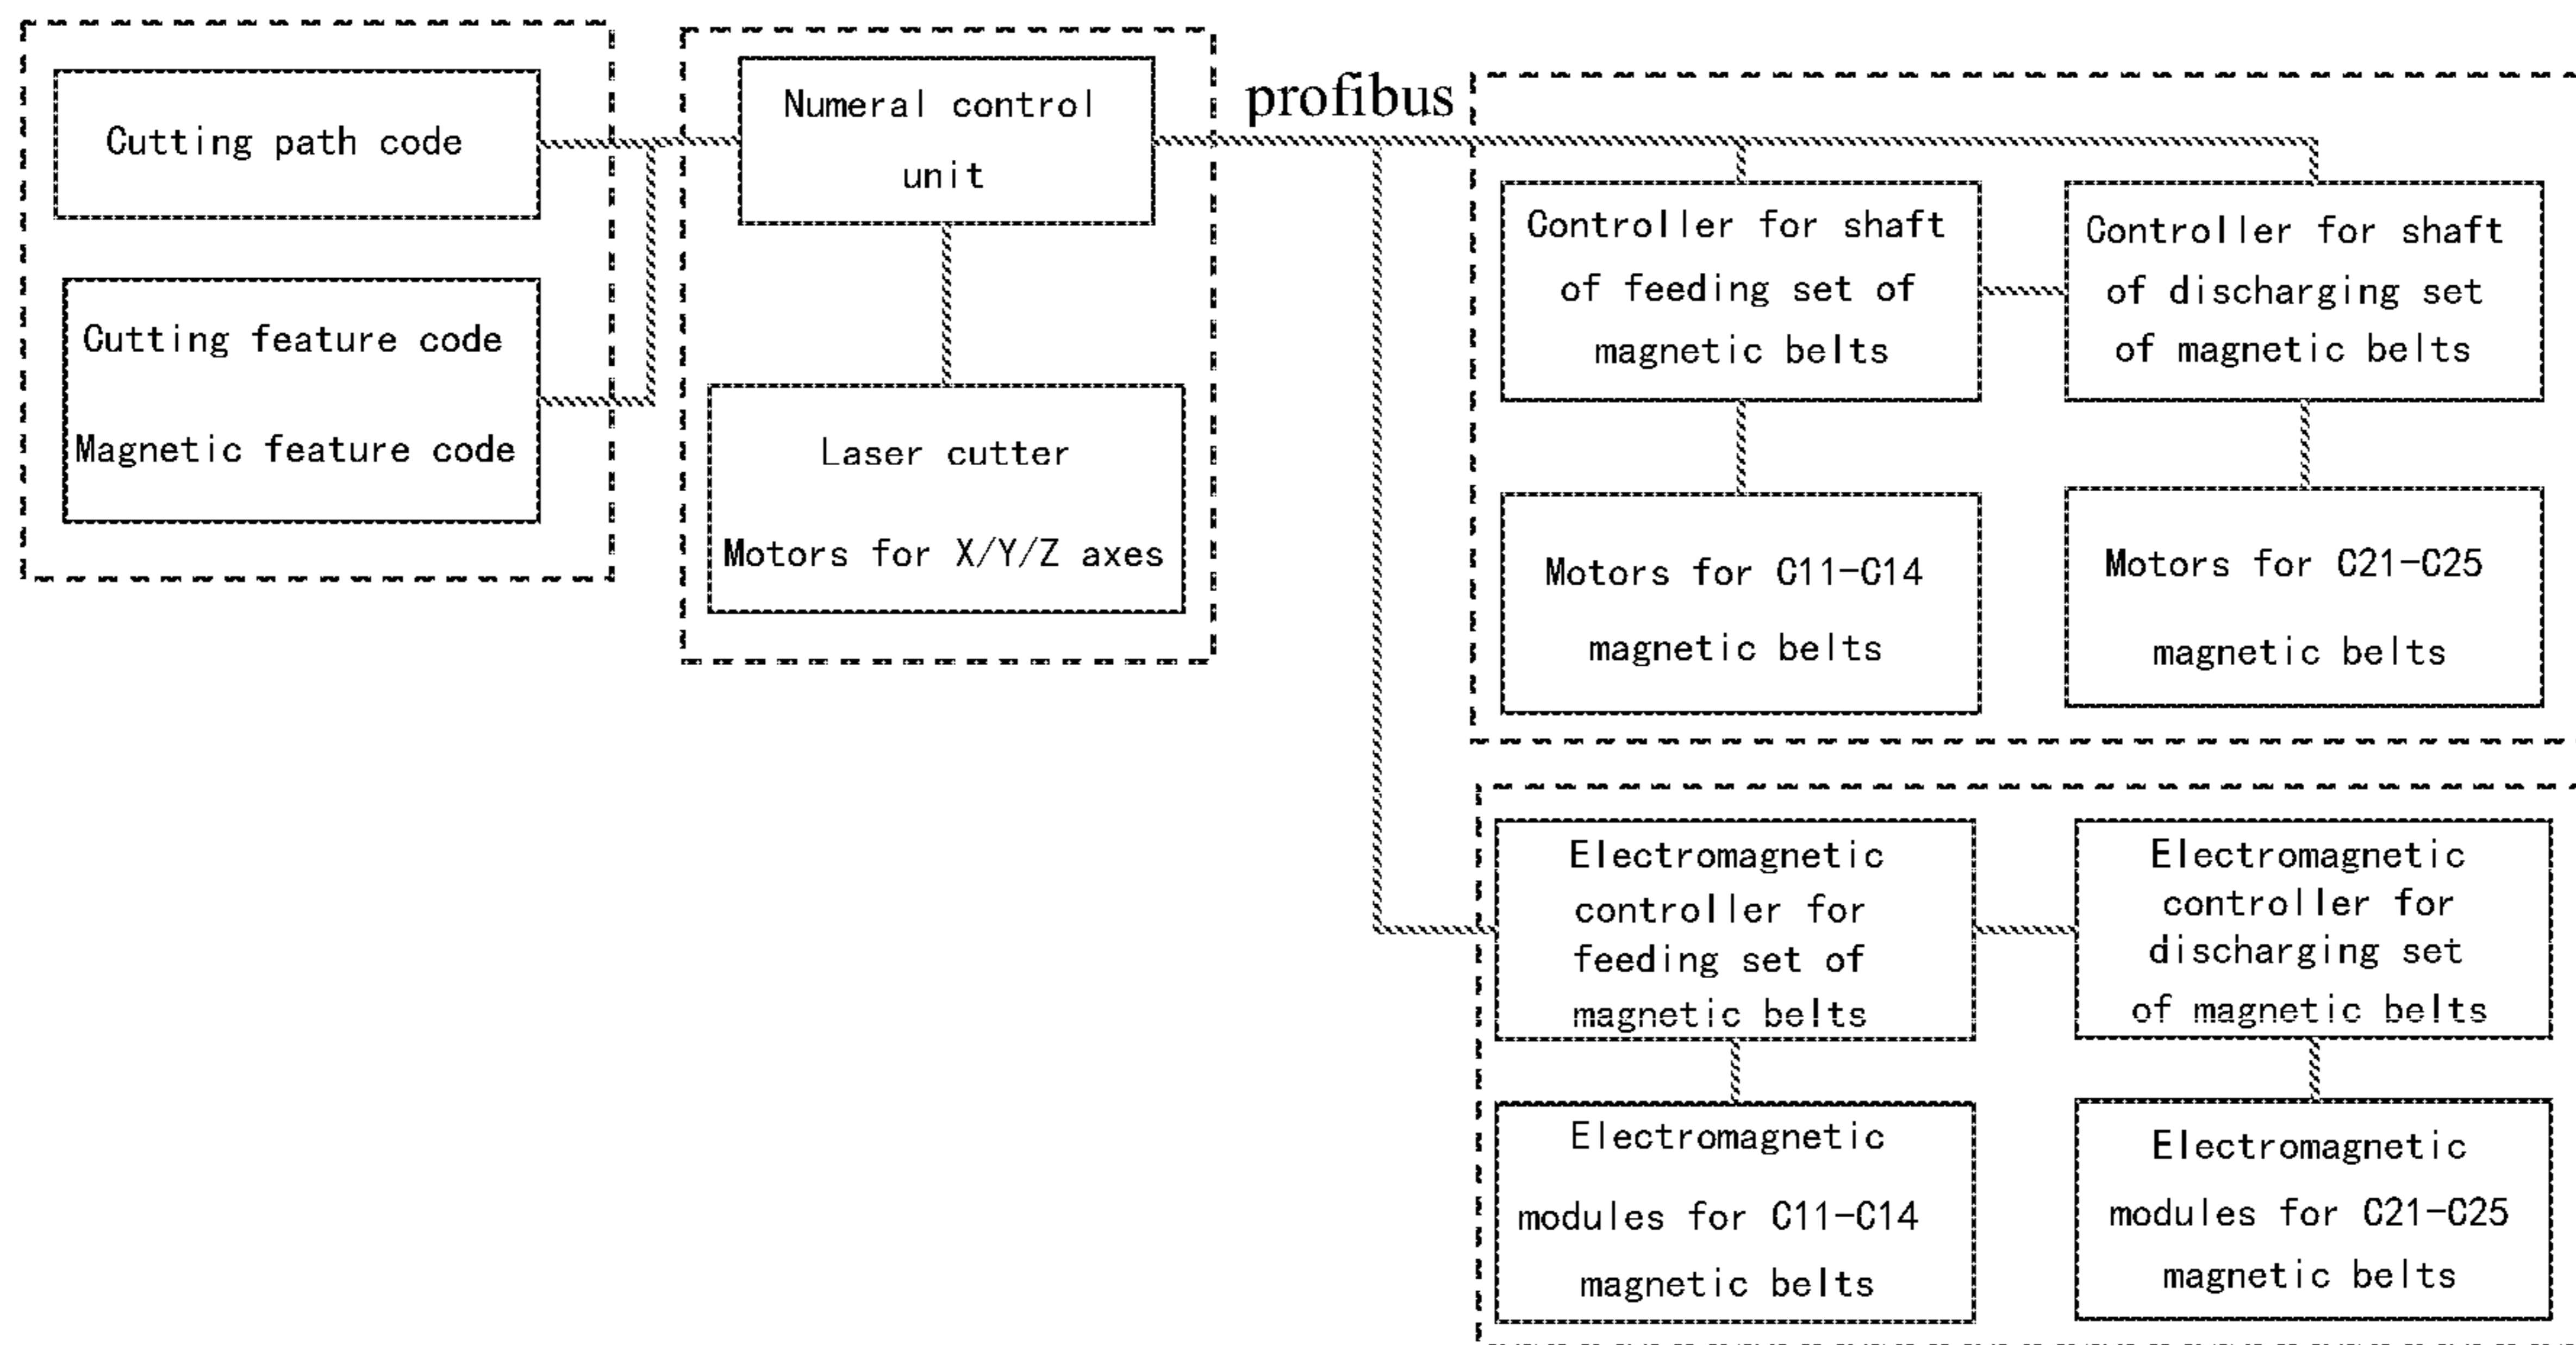 Cutting path code
Cutting feature code
Magnetic feature code
Numeral control
unit
Laser cutter
Motors for X/Y/Z axes
profibus
Controller for shaft
of feeding set of
magnetic belts
Controller for shaft
of discharging set
of magnetic belts
Motors for C11-C14
magnetic belts
Motors for C21-C25
magnetic belts
Electromagnetic
controller for
feeding set of
magnetic belts
Electromagnetic
controller for
discharging set
of magnetic belts
Electromagnetic
modules for C11-C14
magnetic belts
Electromagnetic
modules for C21-C25
magnetic belts